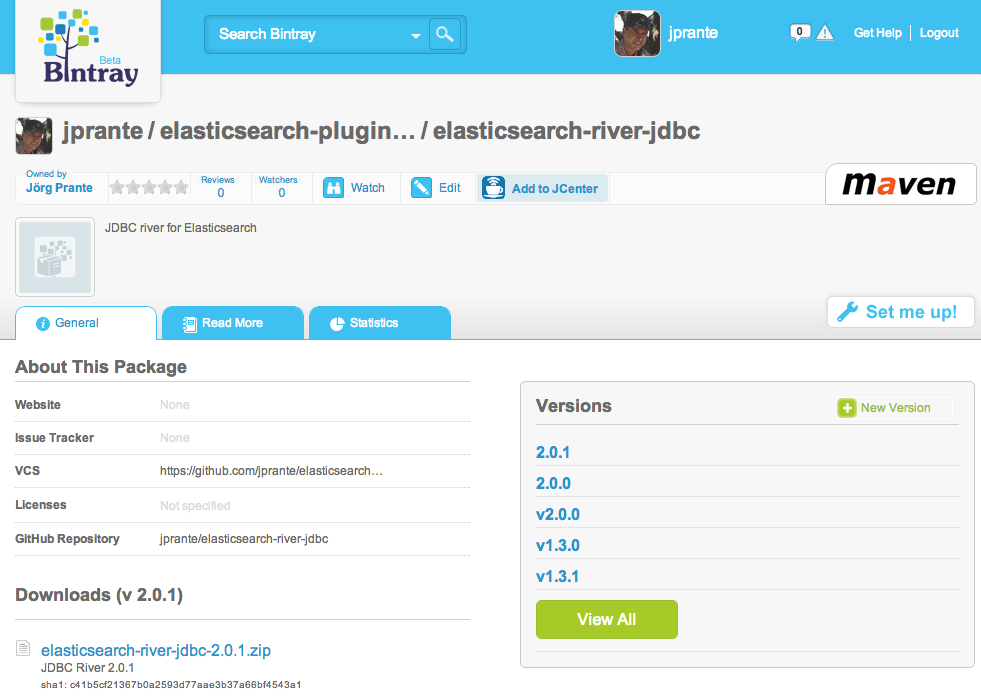 Beta
Bintray
Search Bintray
jprante
0
Get Help
Logout
jprante / elasticsearch-plugin... / elasticsearch-river-jdbc
Owned by
Jörg Prante
Reviews
0
Watchers
0
Watch
Edit
Add to JCenter
maven
JDBC river for Elasticsearch
General
Read More
Statistics
Set me up!
About This Package
Website None
Issue Tracker None
VCS https://github.com/jprante/elasticsearch...
Licenses Not specified
GitHub Repository jprante/elasticsearch-river-jdbc
Downloads (v 2.0.1)
elasticsearch-river-jdbc-2.0.1.zip
JDBC River 2.0.1
sha1: c41b5cf21367b0a2593d77aae3b37a66bf4543a1
Versions
New Version
2.0.1
2.0.0
v2.0.0
v1.3.0
v1.3.1
View All